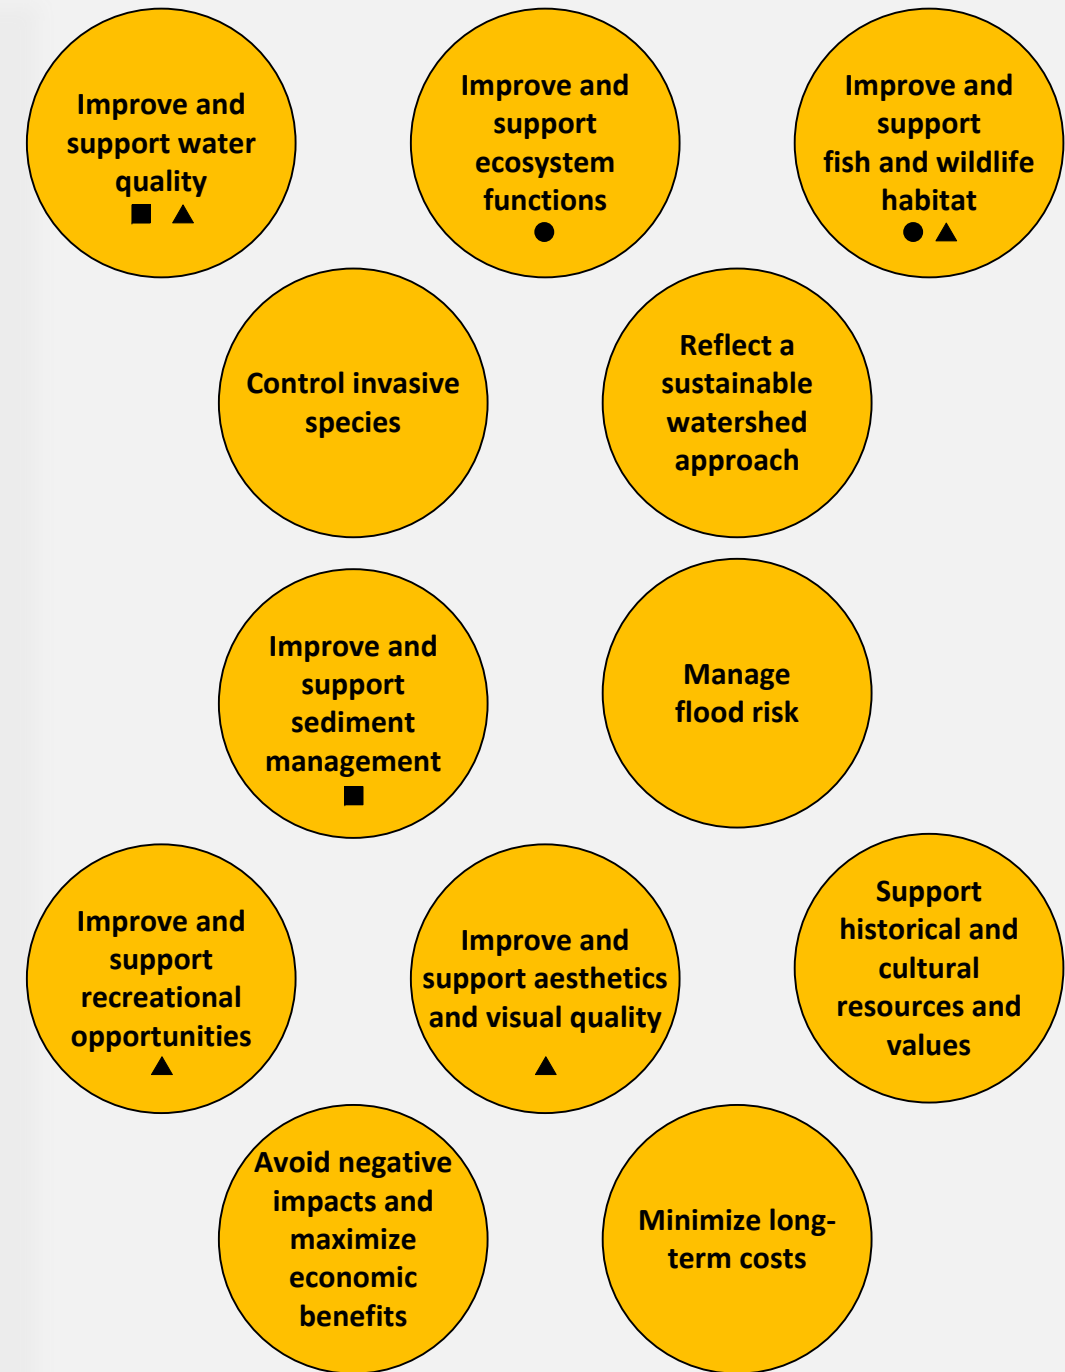 Improve and
support water
quality
■ ▲
Improve and
support
ecosystem
functions
●
Improve and
support
fish and wildlife
habitat
● ▲
Control invasive
species
Reflect a
sustainable
watershed
approach
Improve and
support
sediment
management
■
Manage
flood risk
Improve and
support
recreational
opportunities
▲
Improve and
support aesthetics
and visual quality
▲
Support
historical and
cultural
resources and
values
Avoid negative
impacts and
maximize
economic
benefits
Minimize long-
term costs